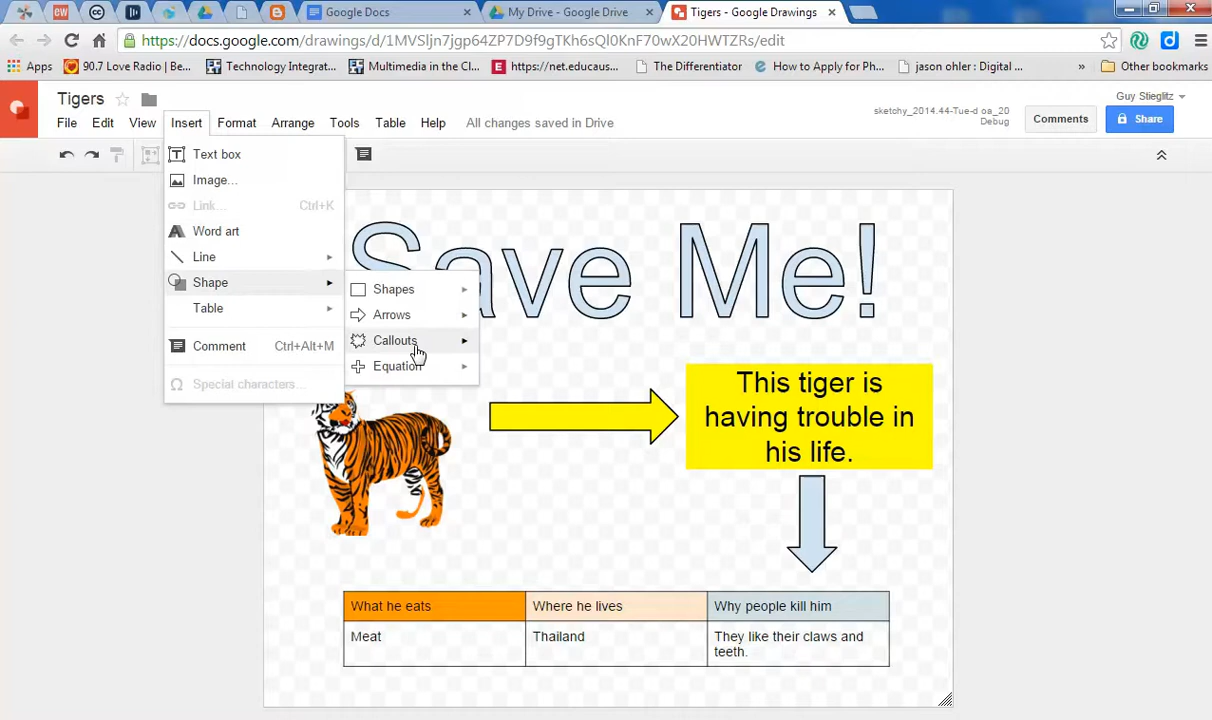 Google Docs
My Drive - Google Drive
Tigers - Google Drawings
https://docs.google.com/drawings/d/1MVSljn7jgp64ZP7D9f9gTKh6sQl0KnF70wX20HWTZRs/edit
Apps
90.7 Love Radio | Be...
Technology Integrat...
Multimedia in the Cl...
https://net.educaus...
The Differentiator
How to Apply for Ph...
jason ohler : Digital ...
»
Other bookmarks
Tigers
Guy Stieglitz
File Edit View Insert Format Arrange Tools Table Help All changes saved in Drive
sketchy_2014.44-Tue-d oa_20
Debug
Comments
Share
Text box
Image...
Link... Ctrl+K
Word art
Line
Shape
Table
Comment Ctrl+Alt+M
Special characters...
Shapes
Arrows
Callouts
Equation
Save Me!
This tiger is
having trouble in
his life.
What he eats Where he lives Why people kill him
Meat Thailand They like their claws and
teeth.